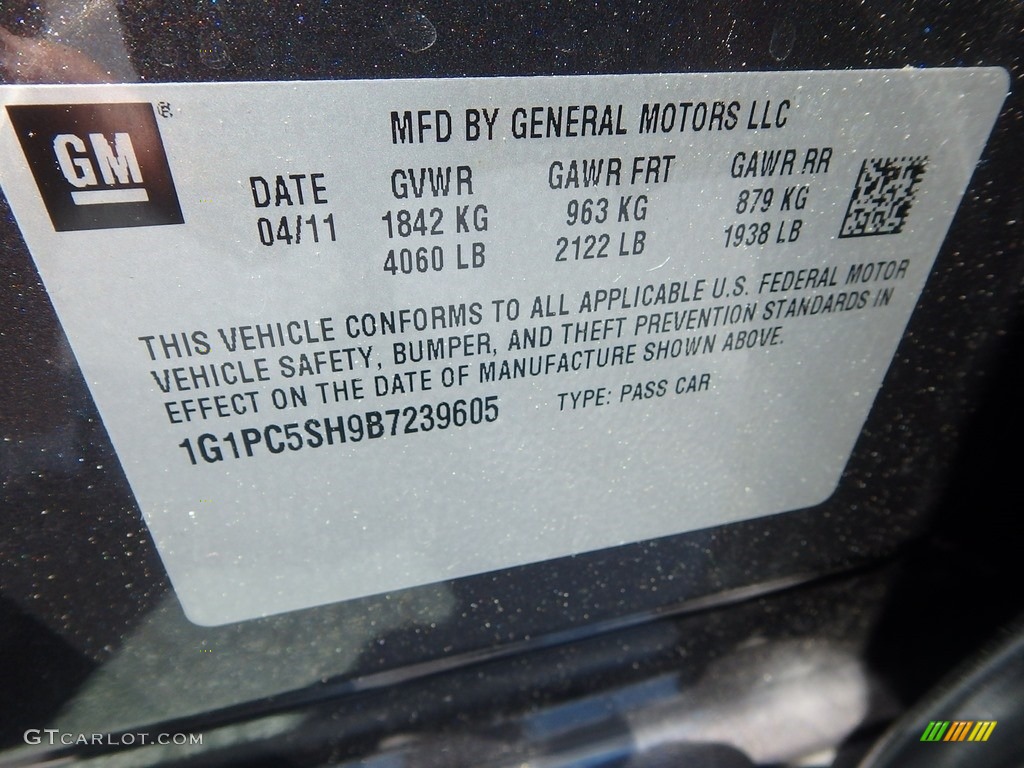 GM®
MFD BY GENERAL MOTORS LLC
DATE GVWR GAWR FRT GAWR RR
04/11 1842 KG 963 KG 879 KG
4060 LB 2122 LB 1938 LB
THIS VEHICLE CONFORMS TO ALL APPLICABLE U.S. FEDERAL MOTOR
VEHICLE SAFETY, BUMPER, AND THEFT PREVENTION STANDARDS IN
EFFECT ON THE DATE OF MANUFACTURE SHOWN ABOVE.
1G1PC5SH9B7239605 TYPE: PASS CAR
GTCARLOT.COM